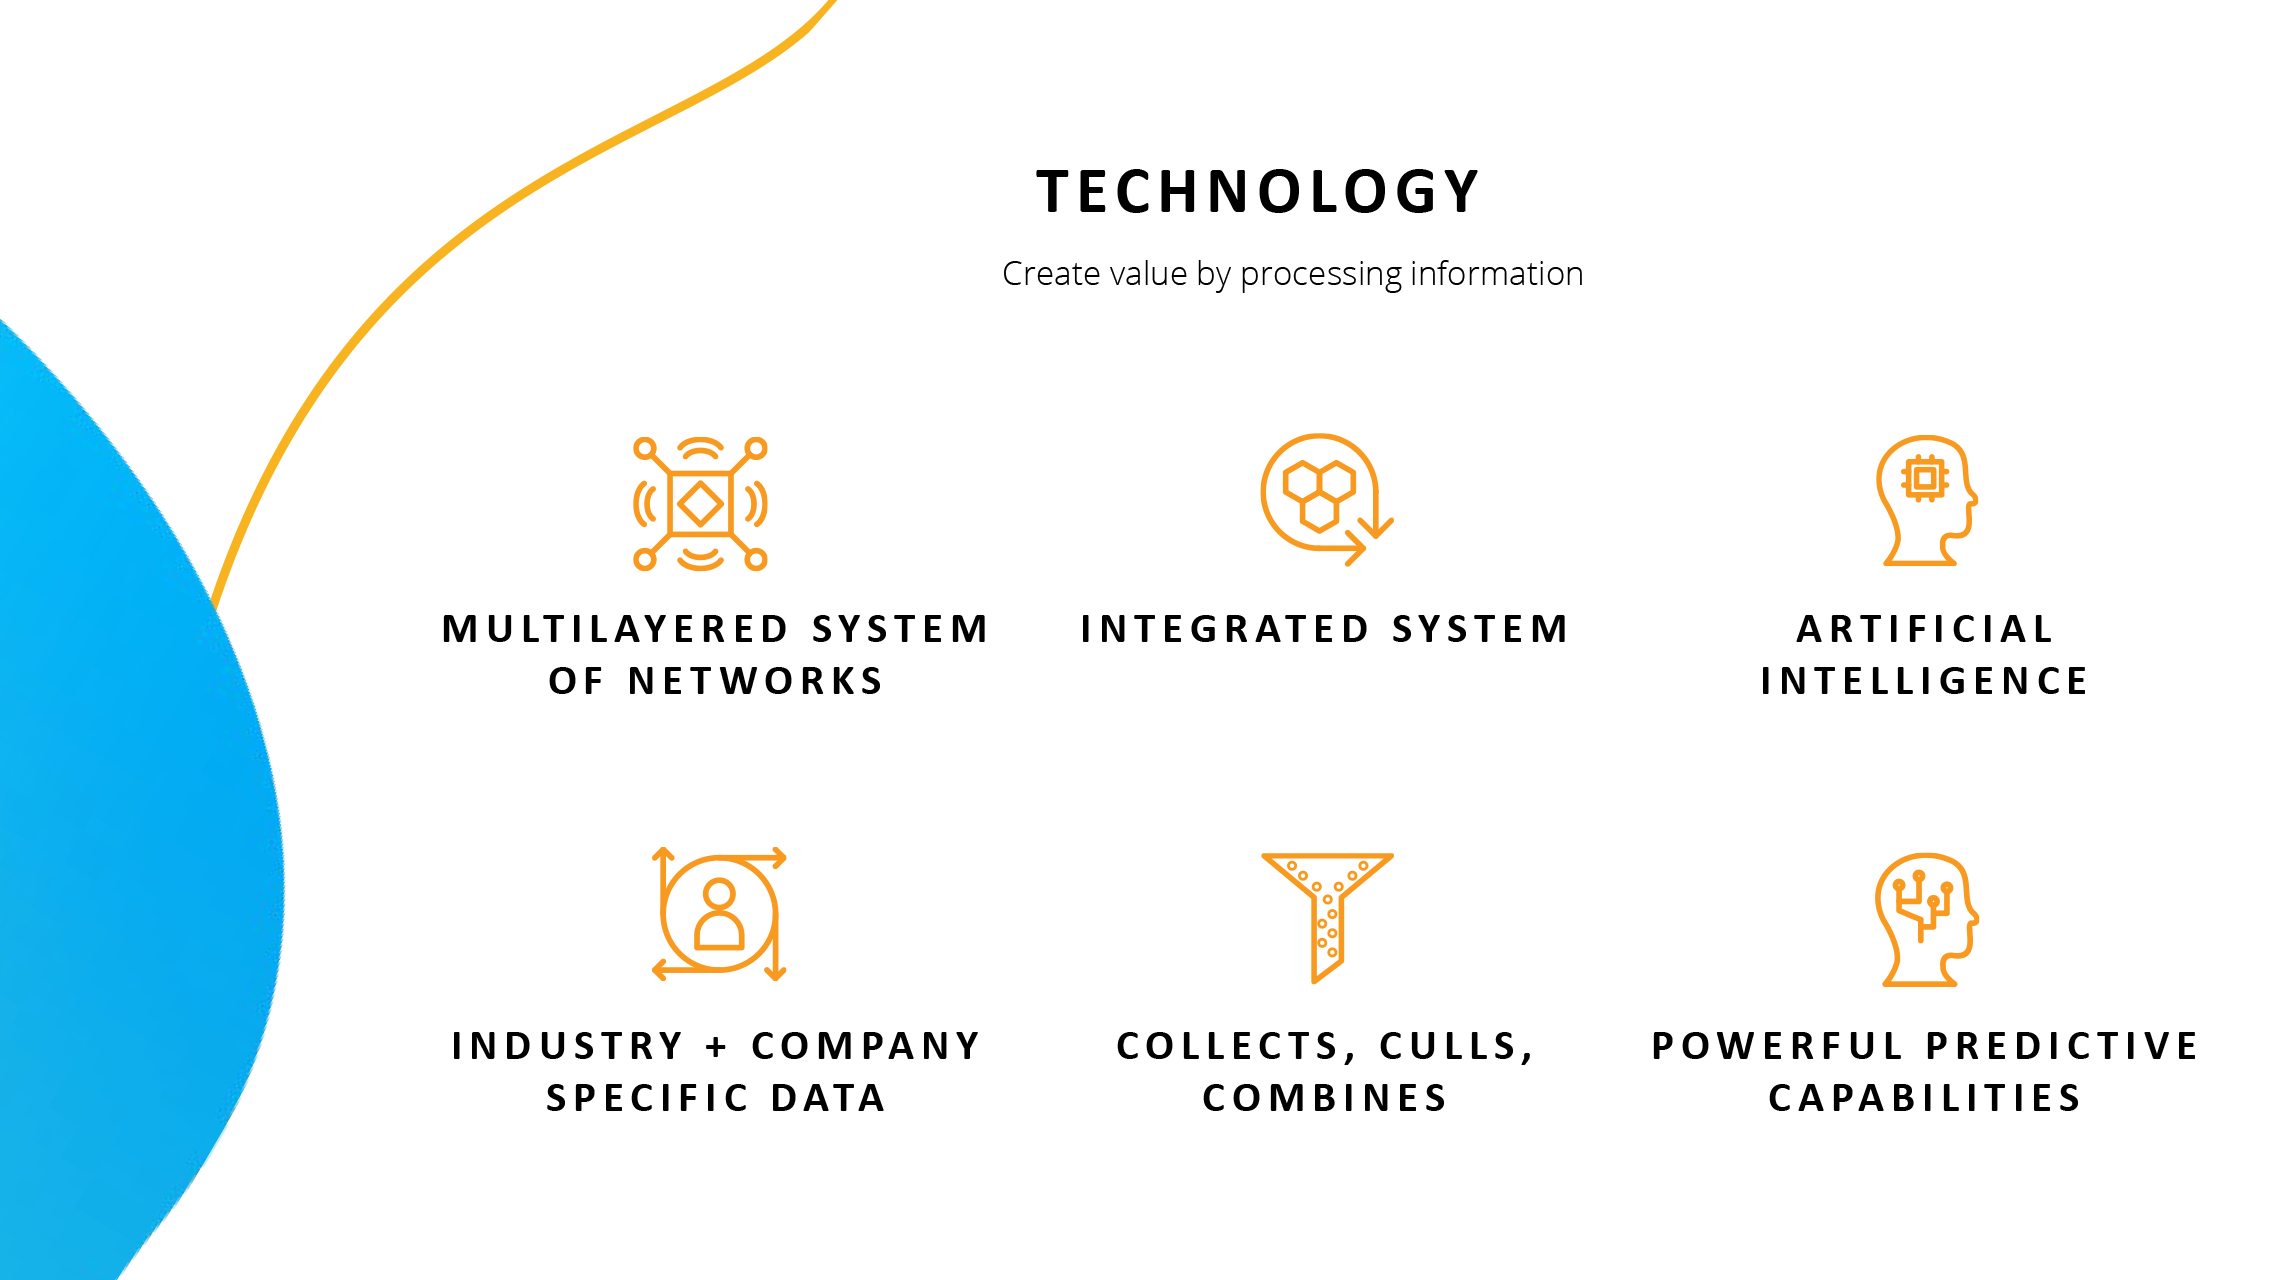 TECHNOLOGY
Create value by processing information
MULTILAYERED SYSTEM
OF NETWORKS
INTEGRATED SYSTEM
ARTIFICIAL
INTELLIGENCE
INDUSTRY + COMPANY
SPECIFIC DATA
COLLECTS, CULLS,
COMBINES
POWERFUL PREDICTIVE
CAPABILITIES